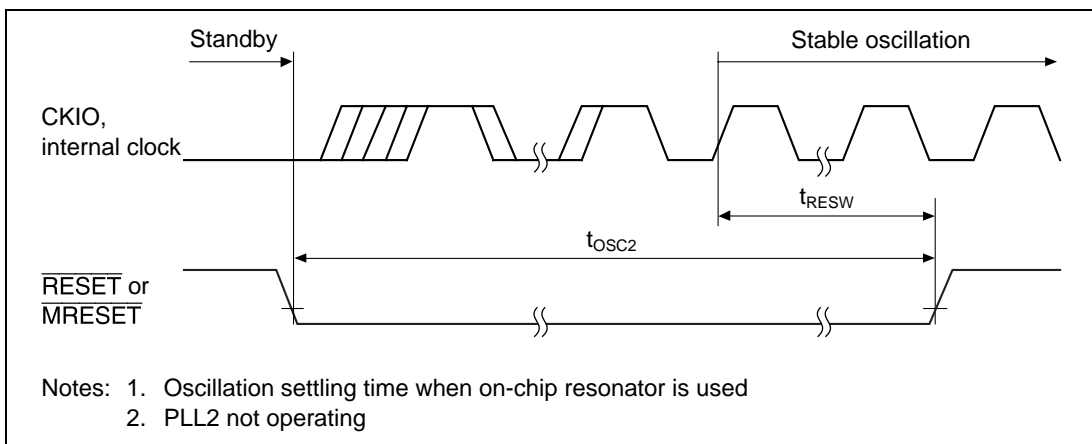 Standby
Stable oscillation
CKIO,
internal clock
tRESW
tOSC2
RESET or
MRESET
Notes: 1. Oscillation settling time when on-chip resonator is used
2. PLL2 not operating